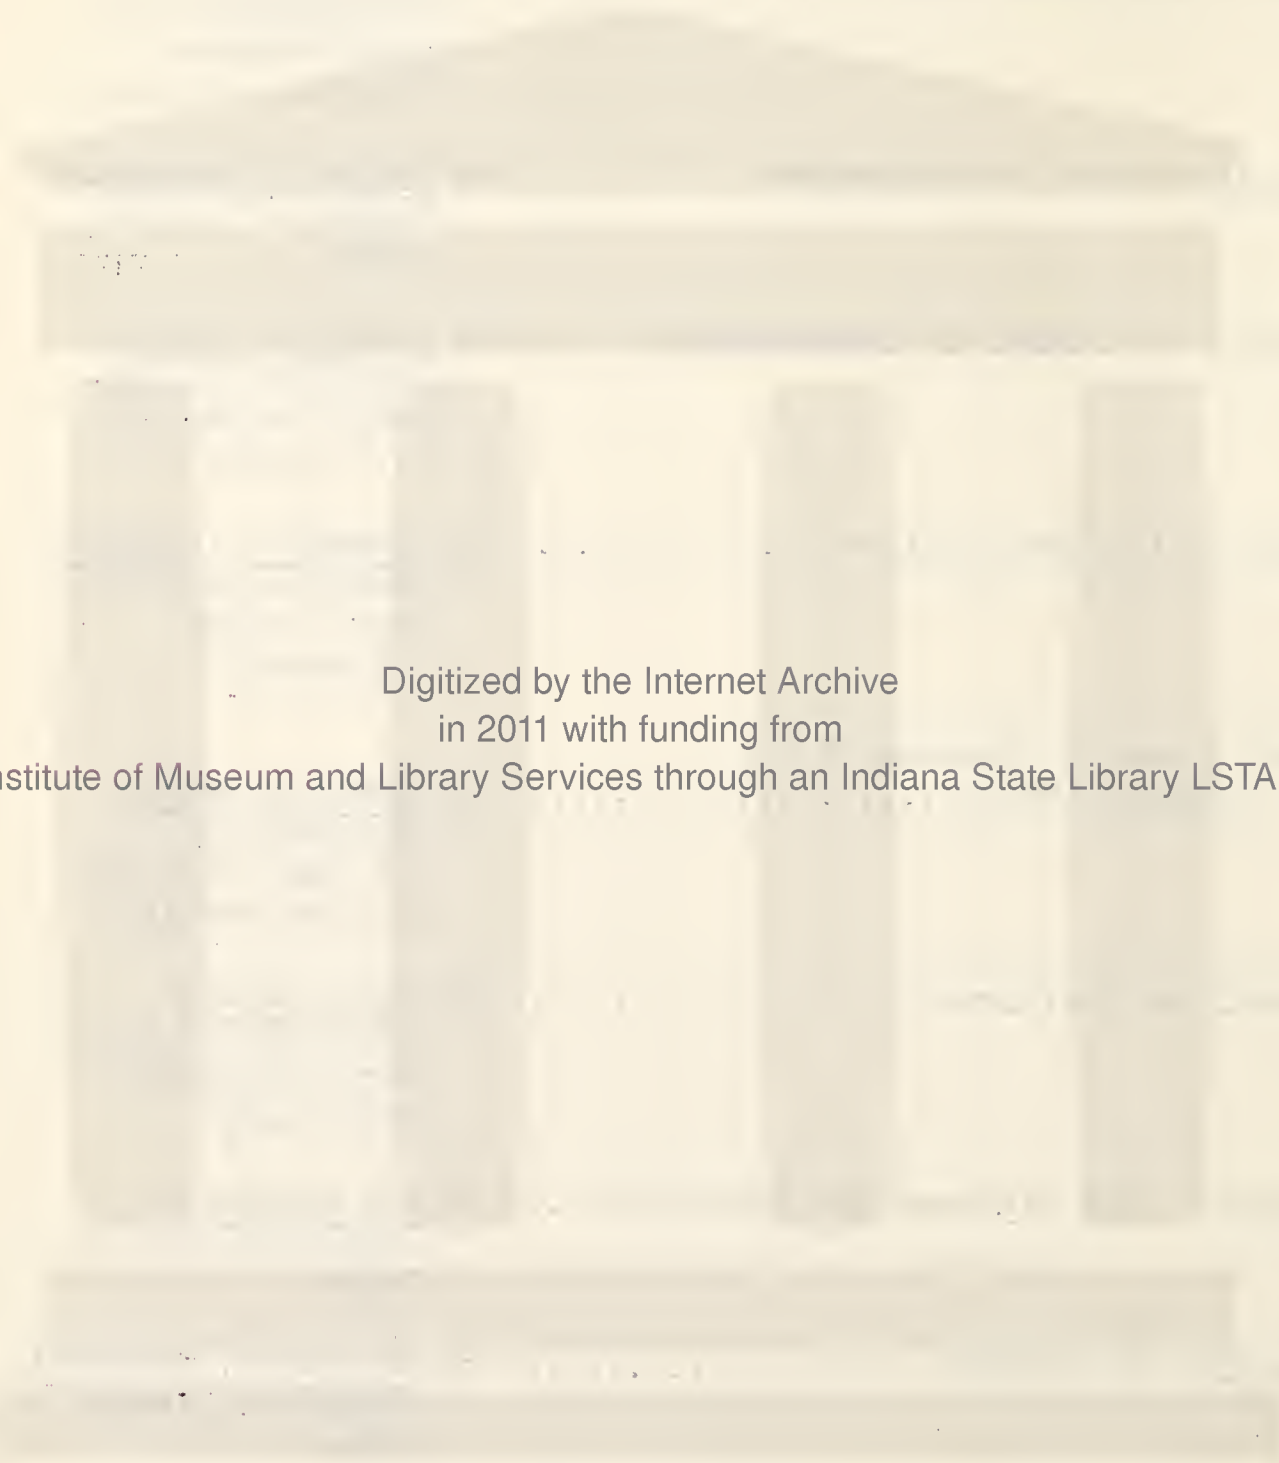 Digitized by the Internet Archive
in 2011 with funding from
nstitute of Museum and Library Services through an Indiana State Library LSTA